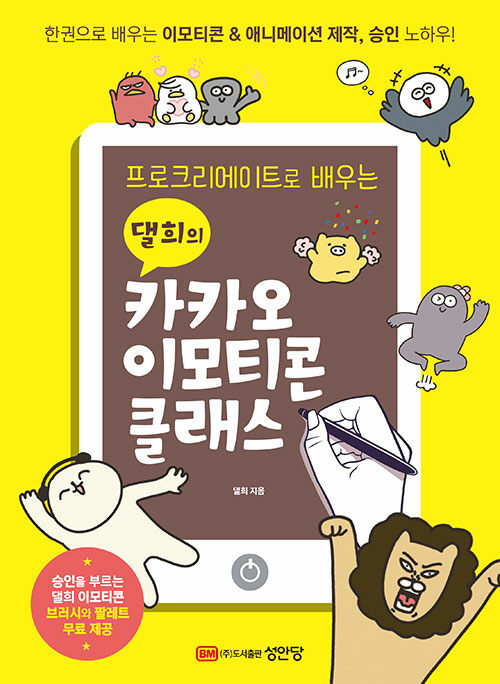 한권으로 배우는 이모티콘 & 애니메이션 제작, 승인 노하우!
프로크리에이트로 배우는
댈희의
카카오
이모티콘
클래스
댈희 지음
승인을 부르는
댈희 이모티콘
브러시와 팔레트
무료 제공
BM (주)도서출판 성안당